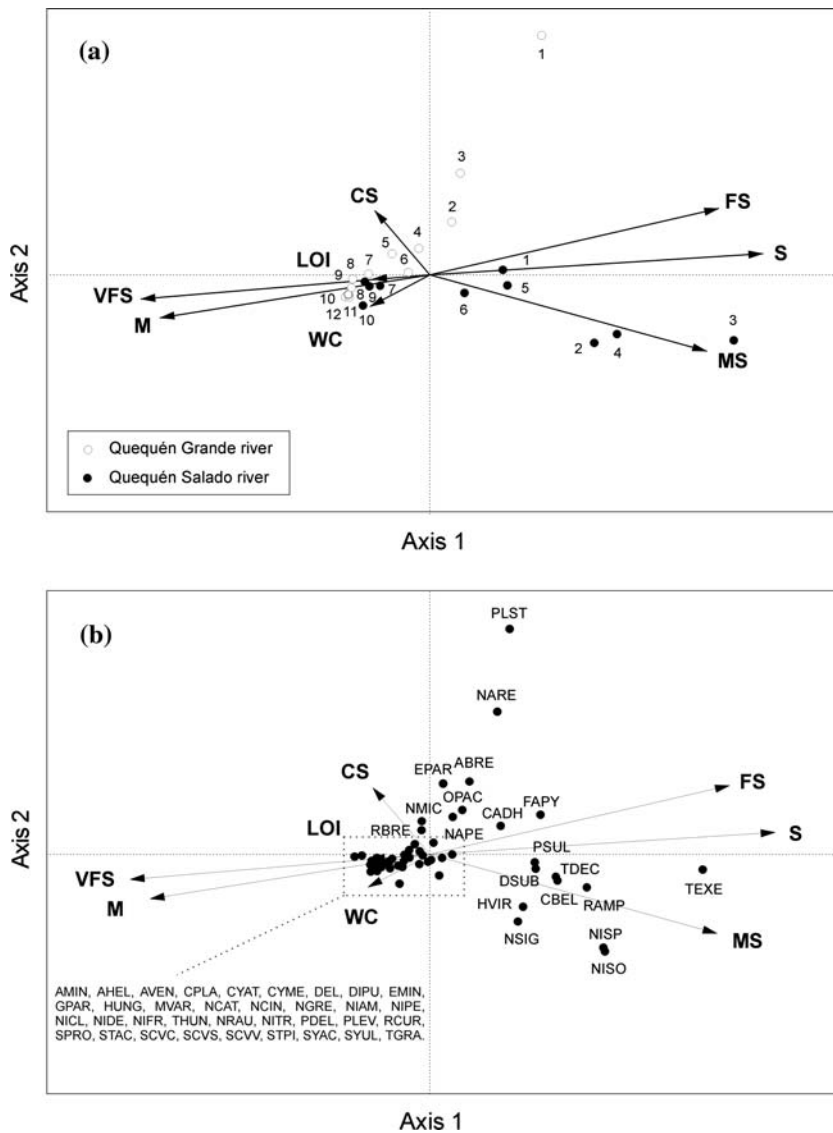 (a)
1
3
CS
2
FS
5
4
S
LOI
8
7
6
1
9
VFS
10
8
9
7
5
M
12
11
10
6
WC
2
4
3
MS
Axis 2
Quequén Grande river
Quequén Salado river
Axis 1
(b)
PLST
NARE
CS
EPAR
ABRE
FS
OPAC
NMIC
CADH
FAPY
LOI
RBRE
NAPE
S
PSUL
VFS
DSUB
TDEC
TEXE
M
CBEL
RAMP
WC
HVIR
MS
NSIG
NISP
NISO
Axis 2
AMIN, AHEL, AVEN, CPLA, CYAT, CYME, DEL, DIPU, EMIN,
GPAR, HUNG, MVAR, NCAT, NCIN, NGRE, NIAM, NIPE,
NICL, NIDE, NIFR, THUN, NRAU, NITR, PDEL, PLEV, RCUR,
SPRO, STAC, SCVC, SCVS, SCVV, STPI, SYAC, SYUL, TGRA.
Axis 1